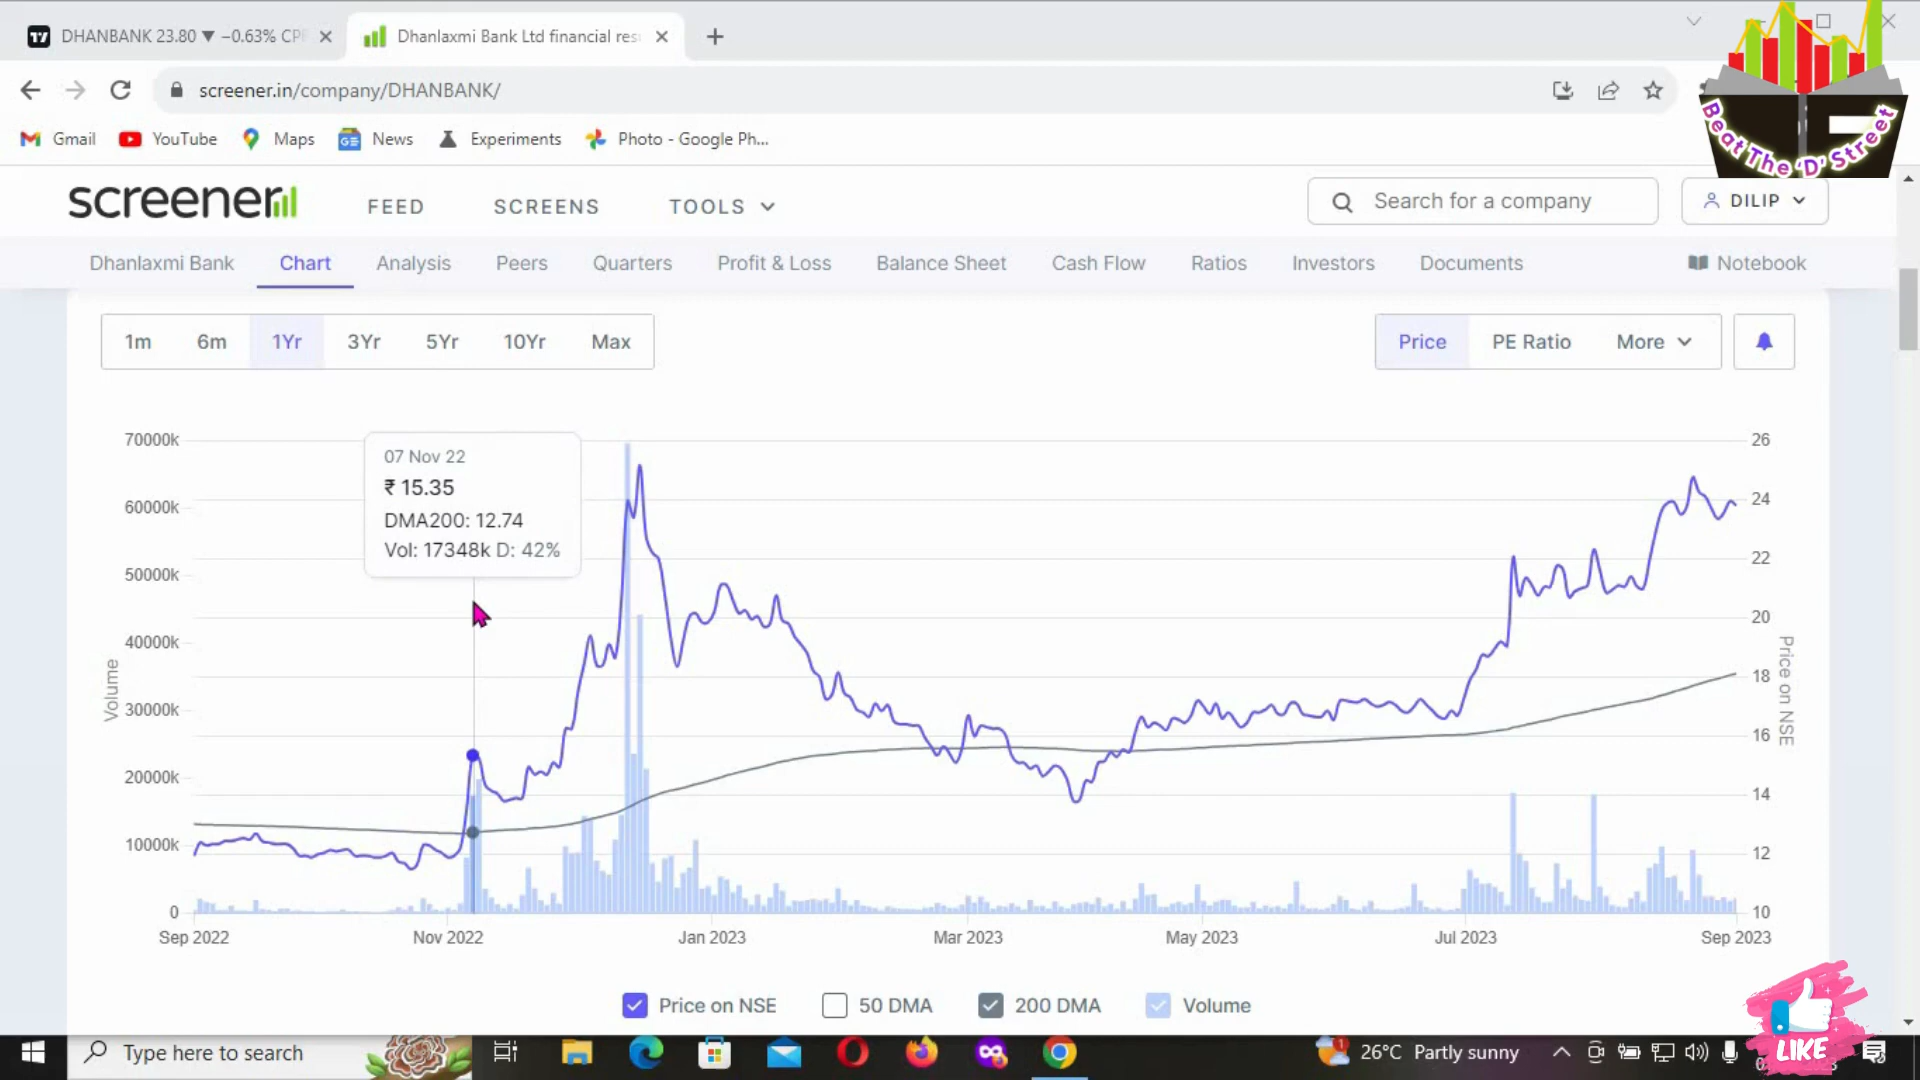 DHANBANK 23.80 ▼ −0.63%
Dhanlaxmi Bank Ltd financial res
screener.in/company/DHANBANK/
Gmail YouTube Maps News Experiments Photo - Google Ph...
Beat The 'D' Street
screener FEED SCREENS TOOLS Search for a company DILIP
Dhanlaxmi Bank Chart Analysis Peers Quarters Profit & Loss Balance Sheet Cash Flow Ratios Investors Documents Notebook
1m 6m 1Yr 3Yr 5Yr 10Yr Max Price PE Ratio More
70000k 26
07 Nov 22
₹ 15.35
DMA200: 12.74
Vol: 17348k D: 42%
60000k 24
50000k 22
40000k 20
30000k 18
20000k 16
10000k 14
0 12
10
Volume
Price on NSE
Sep 2022 Nov 2022 Jan 2023 Mar 2023 May 2023 Jul 2023 Sep 2023
Price on NSE 50 DMA 200 DMA Volume
Type here to search 26°C Partly sunny
LIKE